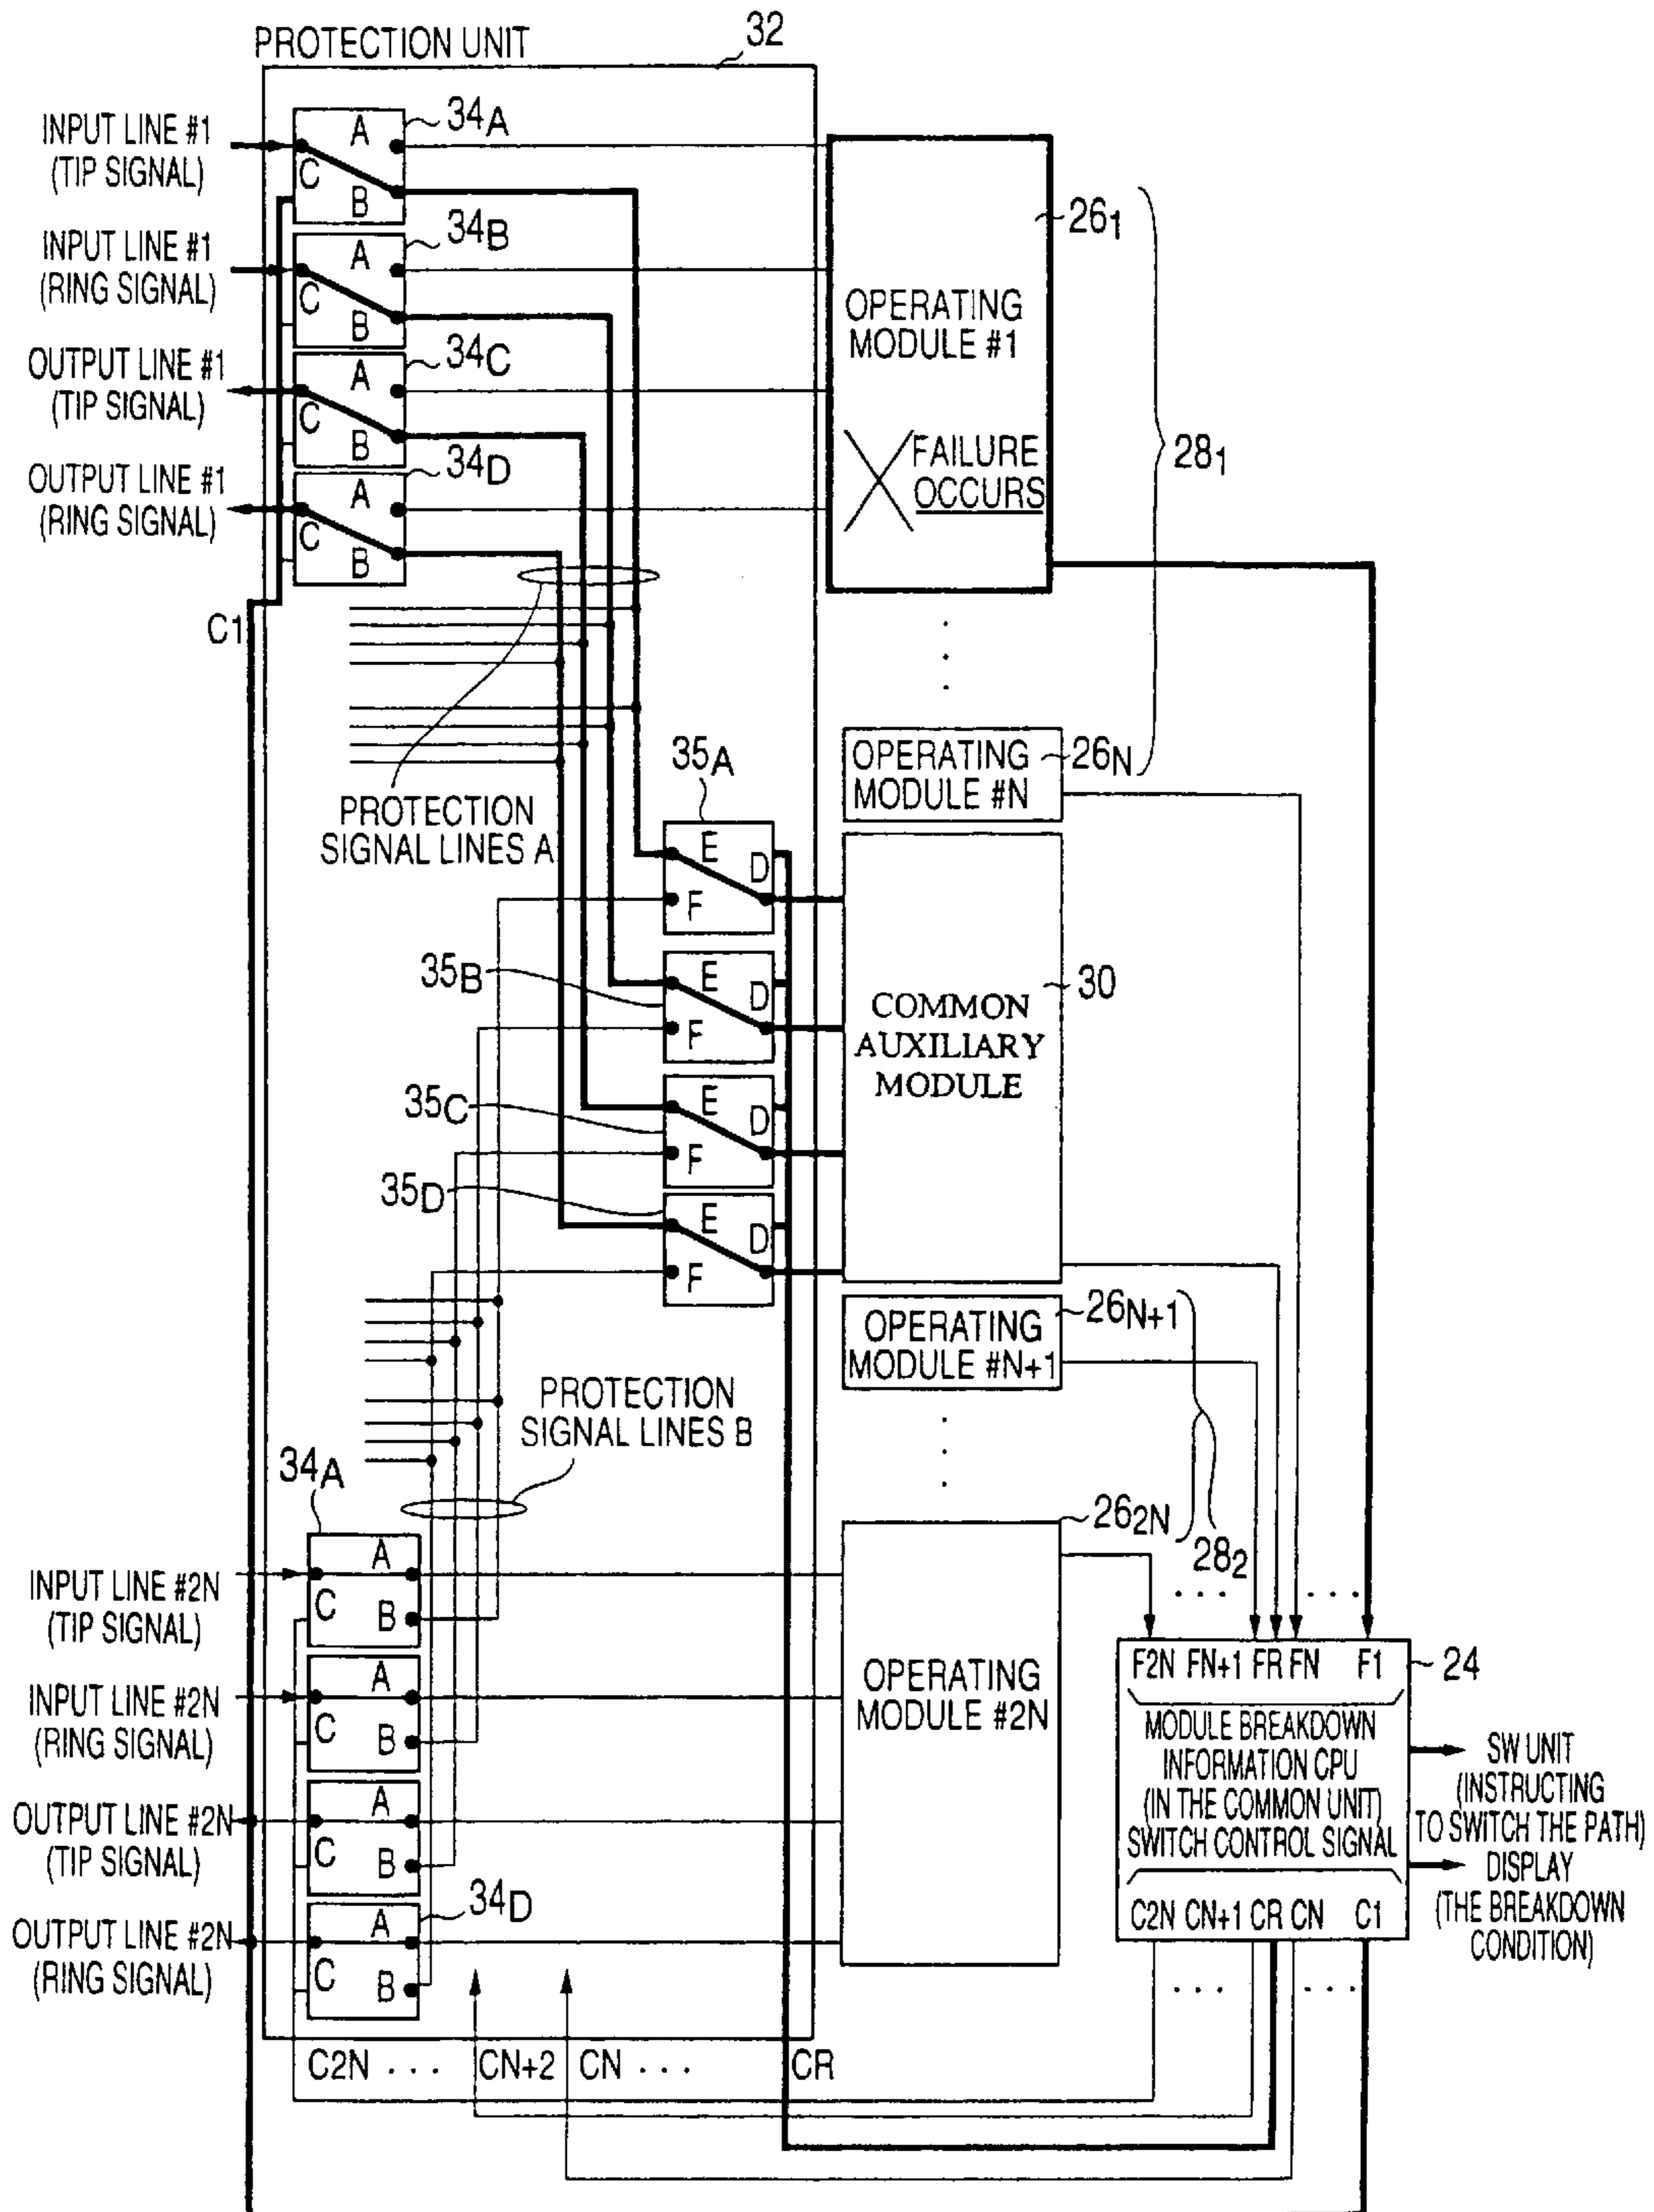 PROTECTION UNIT
32
INPUT LINE #1
(TIP SIGNAL)
A
C
B
34A
INPUT LINE #1
(RING SIGNAL)
A
C
B
34B
OUTPUT LINE #1
(TIP SIGNAL)
A
C
B
34C
OUTPUT LINE #1
(RING SIGNAL)
A
C
B
34D
C1
OPERATING
MODULE #1
FAILURE
OCCURS
261
281
PROTECTION
SIGNAL LINES A
OPERATING
MODULE #N
26N
35A
E
D
F
35B
E
D
F
35C
E
D
F
35D
E
D
F
COMMON
AUXILIARY
MODULE
30
OPERATING
MODULE #N+1
26N+1
282
PROTECTION
SIGNAL LINES B
34A
INPUT LINE #2N
(TIP SIGNAL)
A
C
B
INPUT LINE #2N
(RING SIGNAL)
A
C
B
OUTPUT LINE #2N
(TIP SIGNAL)
A
C
B
OUTPUT LINE #2N
(RING SIGNAL)
A
C
B
34D
OPERATING
MODULE #2N
262N
F2N FN+1 FR FN F1
24
MODULE BREAKDOWN
INFORMATION CPU
(IN THE COMMON UNIT)
SWITCH CONTROL SIGNAL
C2N CN+1 CR CN C1
SW UNIT
(INSTRUCTING
TO SWITCH THE PATH)
DISPLAY
(THE BREAKDOWN
CONDITION)
C2N ... CN+2 CN ... CR